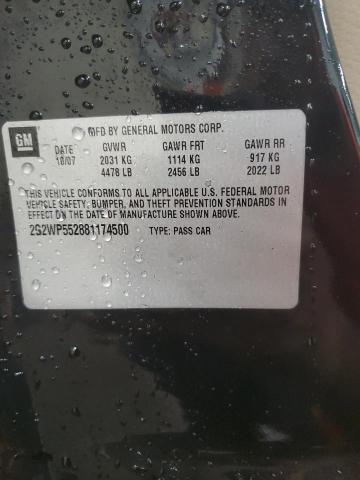 GM
MFD BY GENERAL MOTORS CORP.
DATE GVWR GAWR FRT GAWR RR
10/07 2031 KG 1114 KG 917 KG
4478 LB 2456 LB 2022 LB
THIS VEHICLE CONFORMS TO ALL APPLICABLE U.S. FEDERAL MOTOR
VEHICLE SAFETY, BUMPER, AND THEFT PREVENTION STANDARDS IN
EFFECT ON THE DATE OF MANUFACTURE SHOWN ABOVE.
2G2WP552881174500 TYPE: PASS CAR